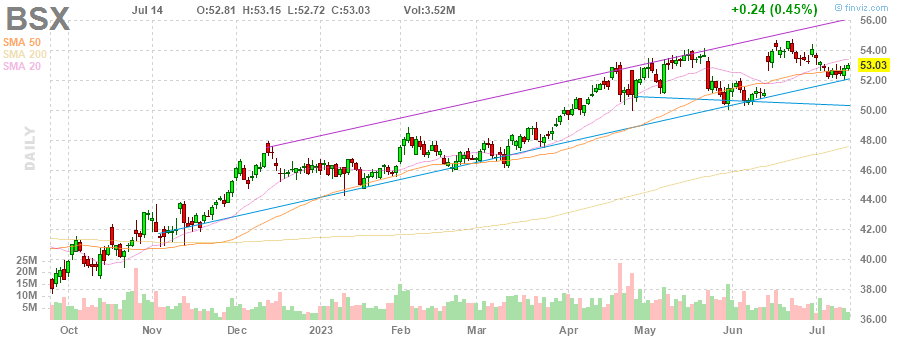 BSX Jul 14 O:52.81 H:53.15 L:52.72 C:53.03 Vol:3.52M +0.24 (0.45%) © finviz.com
SMA 50
SMA 200
SMA 20
DAILY
56.00
54.00
53.03
52.00
50.00
48.00
46.00
44.00
42.00
40.00
38.00
36.00
25M
20M
15M
10M
5M
Oct Nov Dec 2023 Feb Mar Apr May Jun Jul